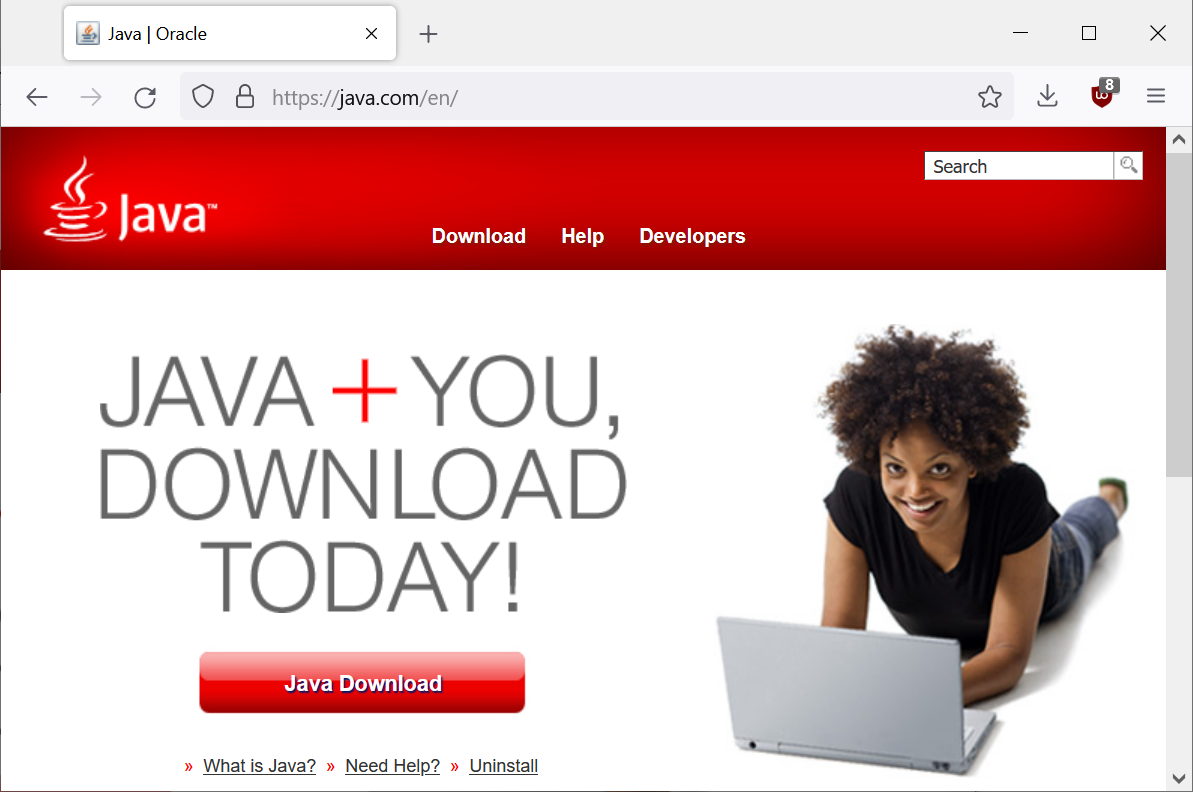 Java | Oracle
https://java.com/en/
8
Search
Java™
Download Help Developers
JAVA + YOU,
DOWNLOAD
TODAY!
Java Download
» What is Java? » Need Help? » Uninstall